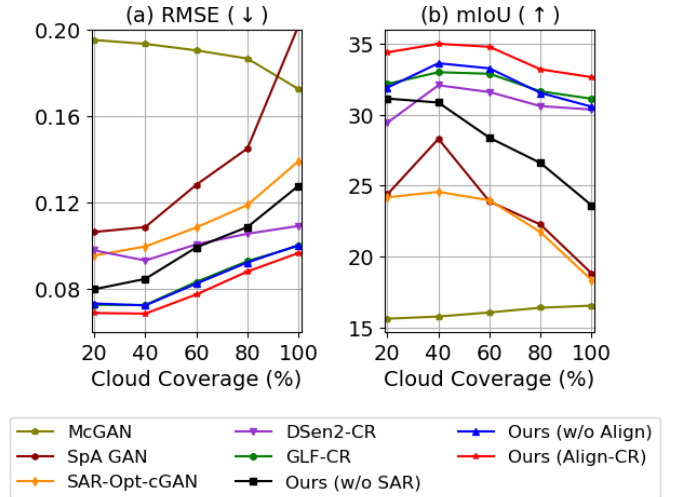 (a) RMSE (↓)
0.20
0.16
0.12
0.08
20 40 60 80 100
Cloud Coverage (%)
(b) mIoU (↑)
35
30
25
20
15
20 40 60 80 100
Cloud Coverage (%)
McGAN
SpA GAN
SAR-Opt-cGAN
DSen2-CR
GLF-CR
Ours (w/o SAR)
Ours (w/o Align)
Ours (Align-CR)